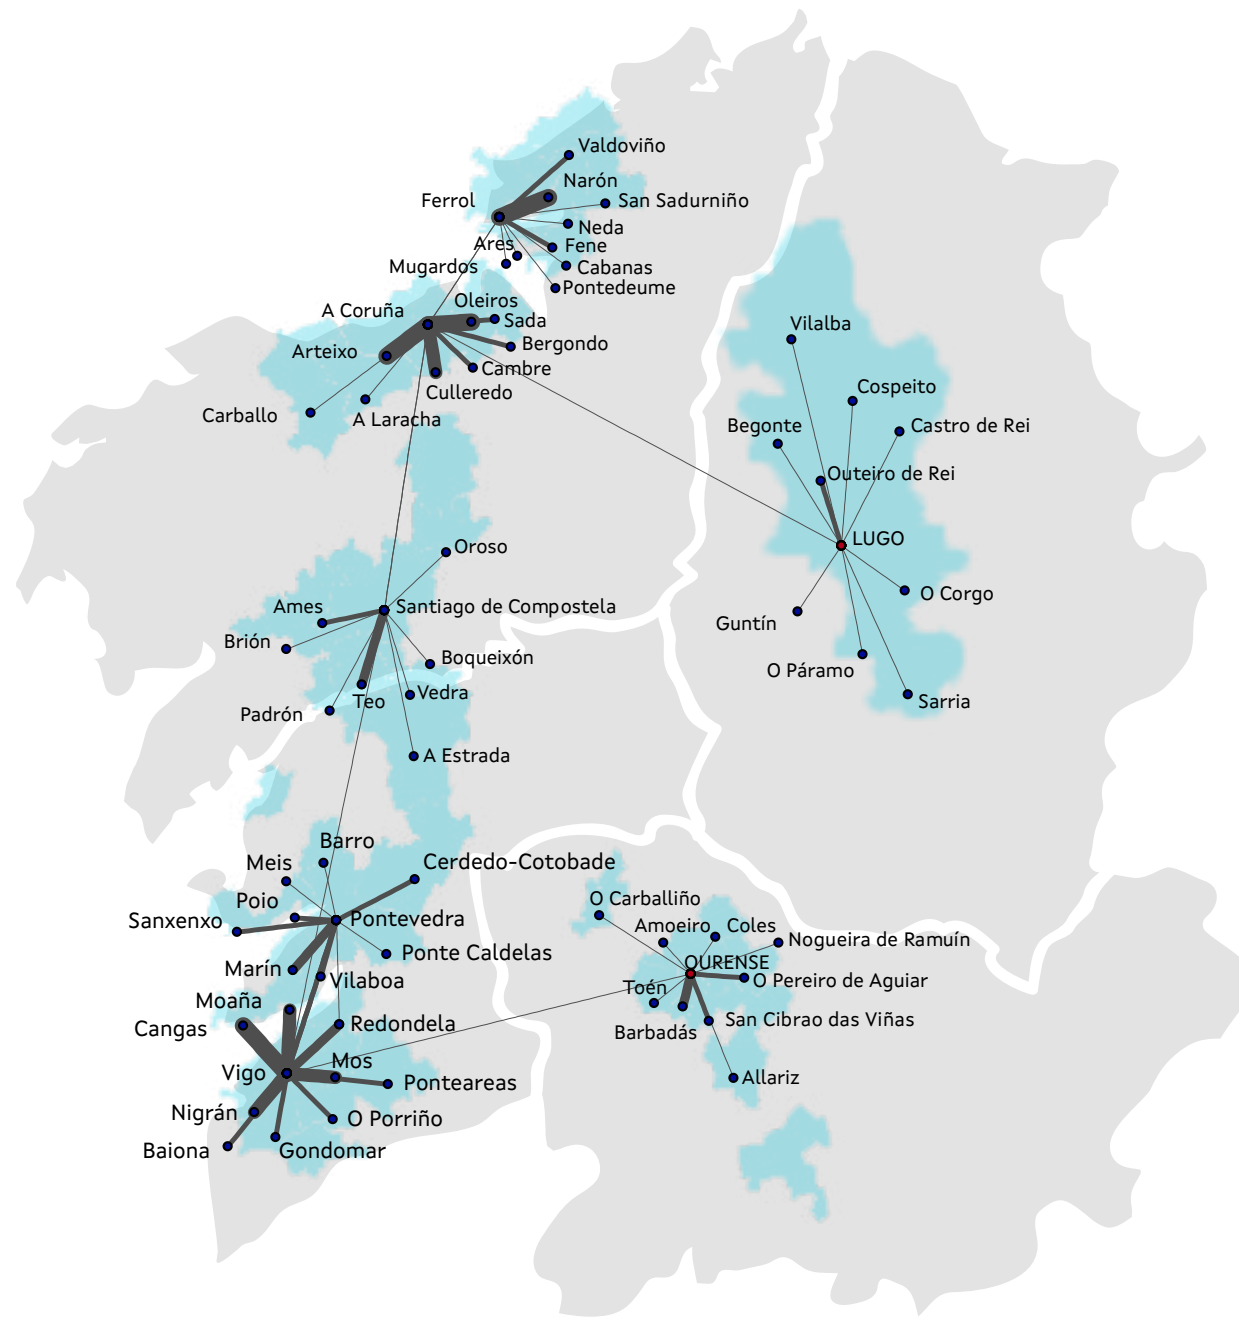 Valdoviño
Narón
Ferrol
San Sadurniño
Neda
Ares
Fene
Mugardos
Cabanas
Pontedeume
A Coruña
Oleiros
Sada
Arteixo
Bergondo
Cambre
Culleredo
Carballo
A Laracha
Vilalba
Cospeito
Begonte
Castro de Rei
Outeiro de Rei
LUGO
O Corgo
Guntín
O Páramo
Sarria
Oroso
Ames
Santiago de Compostela
Brión
Boqueixón
Teo
Vedra
Padrón
A Estrada
Barro
Meis
Cerdedo-Cotobade
Poio
Sanxenxo
Pontevedra
Ponte Caldelas
Marín
Vilaboa
Moaña
Cangas
Redondela
Vigo
Mos
Ponteareas
Nigrán
O Porriño
Baiona
Gondomar
O Carballiño
Amoeiro
Coles
Nogueira de Ramuín
OURENSE
O Pereiro de Aguiar
Toén
Barbadás
San Cibrao das Viñas
Allariz